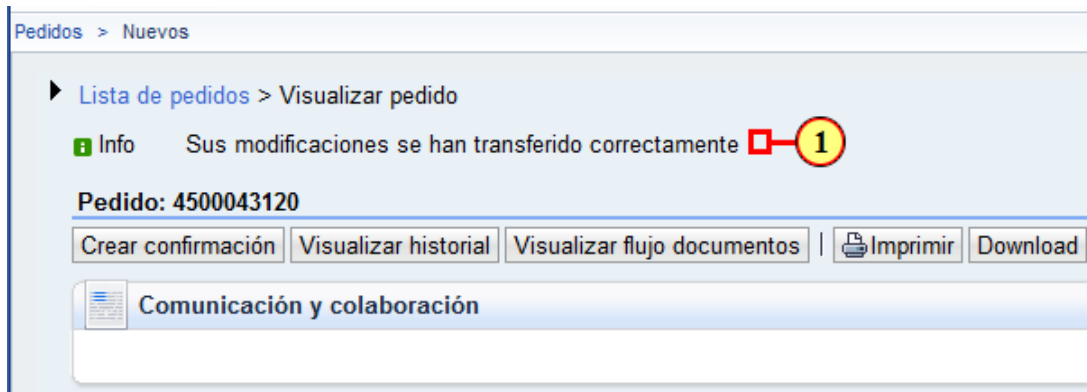 Pedidos > Nuevos
Lista de pedidos > Visualizar pedido
Info Sus modificaciones se han transferido correctamente 1
Pedido: 4500043120
Crear confirmación Visualizar historial Visualizar flujo documentos | Imprimir Download
Comunicación y colaboración